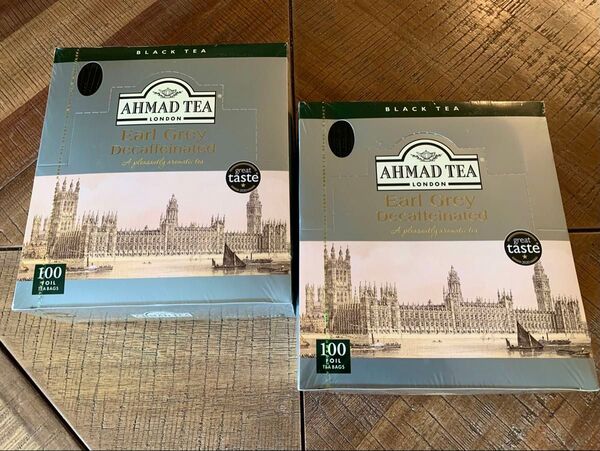 BLACK TEA
AHMAD TEA
LONDON
Earl Grey
Decaffeinated
A pleasantly aromatic tea
great
taste
100
FOIL
TEA BAGS
BLACK TEA
AHMAD TEA
LONDON
Earl Grey
Decaffeinated
A pleasantly aromatic tea
great
taste
100
FOIL
TEA BAGS